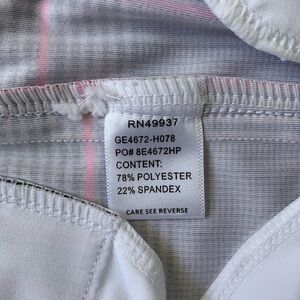 RN49937
GE4672-H078
PO# 8E4672HP
CONTENT:
78% POLYESTER
22% SPANDEX
CARE SEE REVERSE